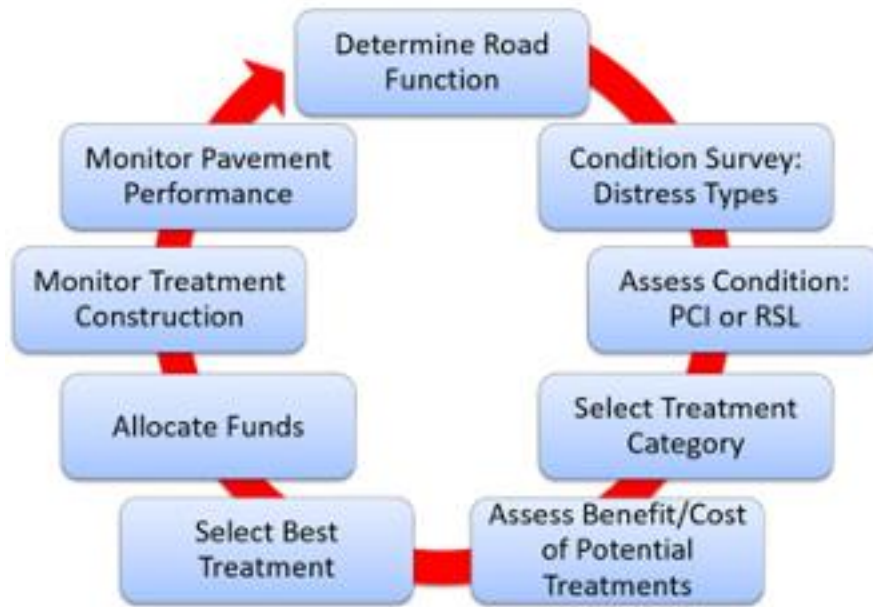 Determine Road
Function
Condition Survey:
Distress Types
Assess Condition:
PCI or RSL
Select Treatment
Category
Assess Benefit/Cost
of Potential
Treatments
Select Best
Treatment
Allocate Funds
Monitor Treatment
Construction
Monitor Pavement
Performance